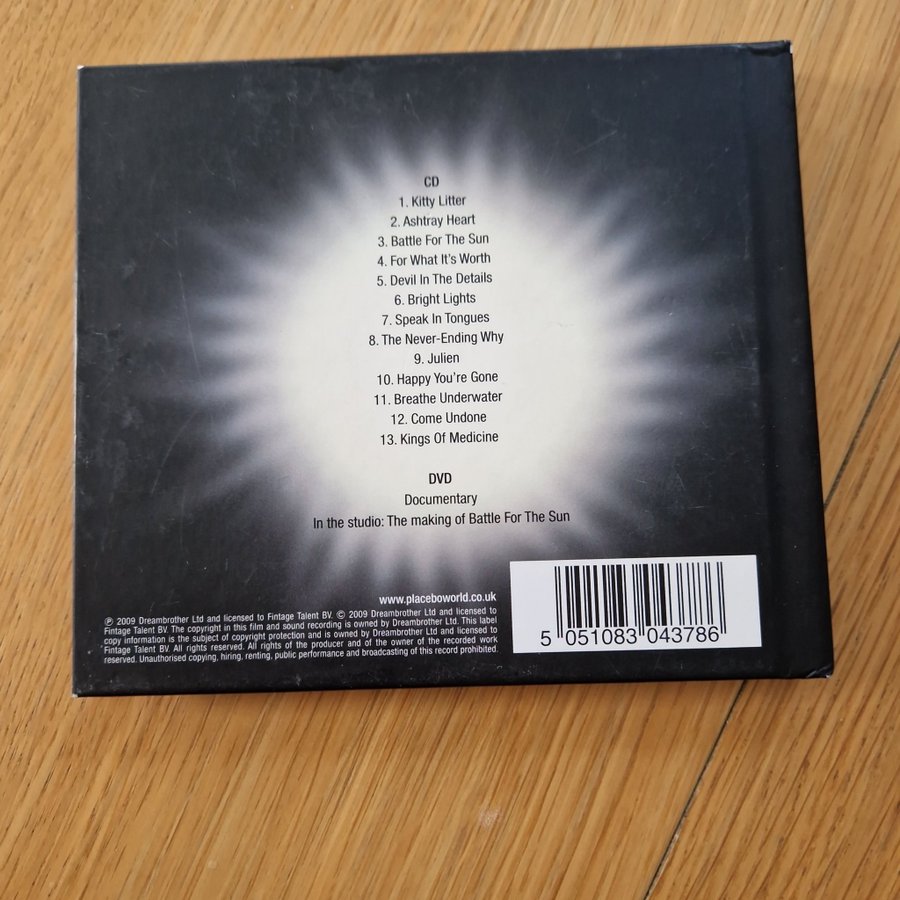 CD
1. Kitty Litter
2. Ashtray Heart
3. Battle For The Sun
4. For What It's Worth
5. Devil In The Details
6. Bright Lights
7. Speak In Tongues
8. The Never-Ending Why
9. Julien
10. Happy You're Gone
11. Breathe Underwater
12. Come Undone
13. Kings Of Medicine
DVD
Documentary
In the studio: The making of Battle For The Sun
www.placeboworld.co.uk
℗ 2009 Dreambrother Ltd and licensed to Fintage Talent BV. © 2009 Dreambrother Ltd and licensed to
Fintage Talent BV. The copyright in this film and sound recording is owned by Dreambrother Ltd. This label
copy information is the subject of copyright protection and is owned by Dreambrother Ltd and licensed to
Fintage Talent BV. All rights reserved. All rights of the producer and of the owner of the recorded work
reserved. Unauthorised copying, hiring, renting, public performance and broadcasting of this record prohibited.
5 051083 043786